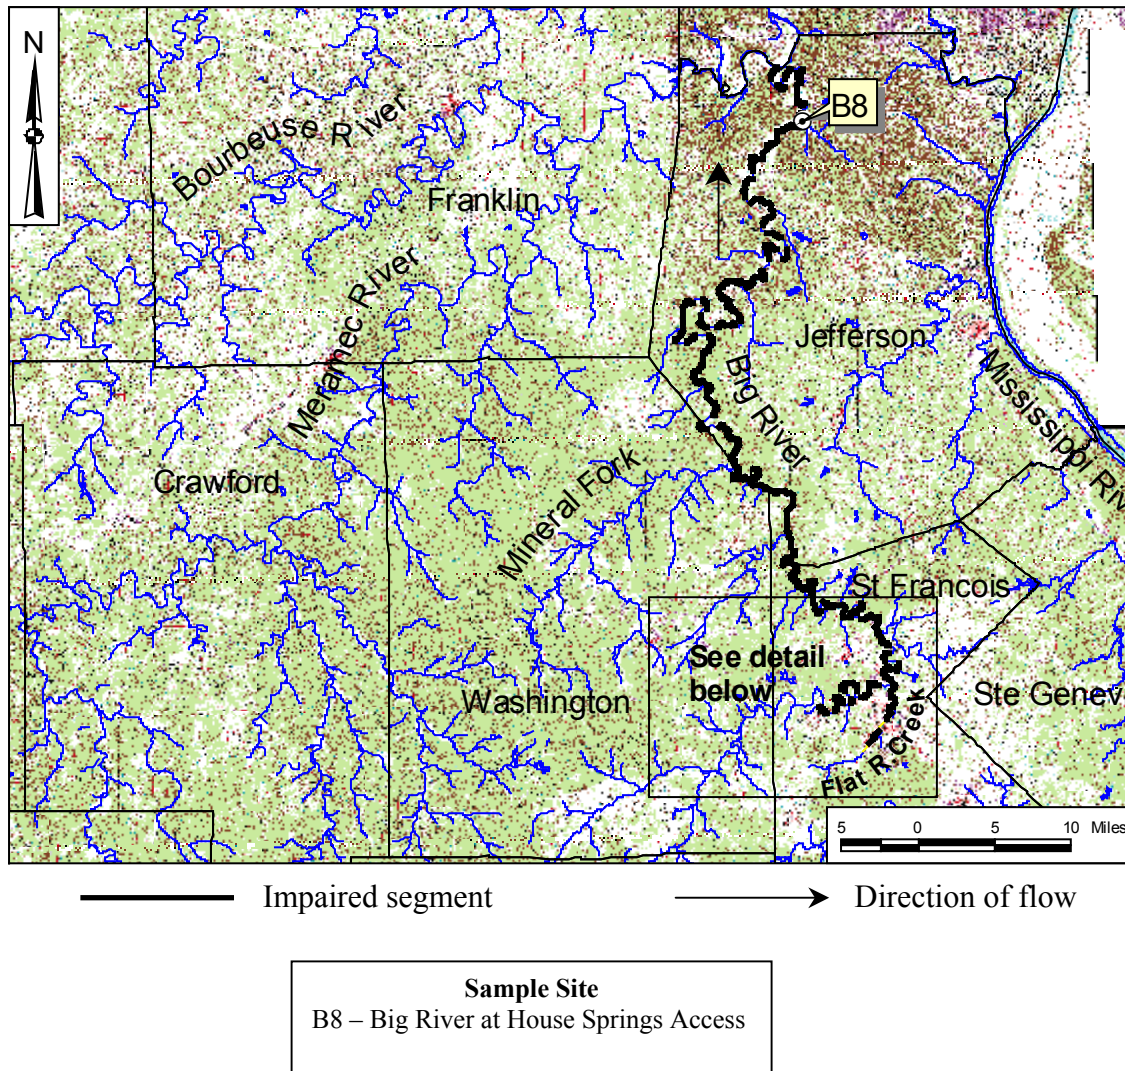 N
B8
Bourbeuse River
Franklin
Meramec River
Jefferson
Big River
Mississippi Riv
Crawford
Mineral Fork
St Francois
See detail
below
Washington
Ste Genev
Flat R. Creek
5 0 5 10 Miles
Impaired segment
Direction of flow
Sample Site
B8 – Big River at House Springs Access